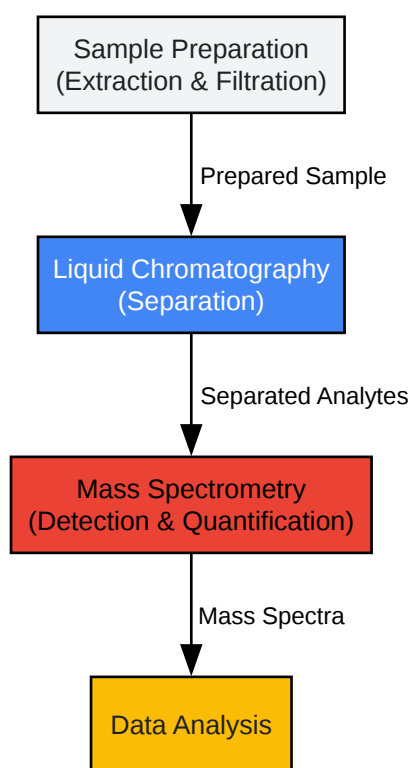 Sample Preparation
(Extraction & Filtration)
Prepared Sample
Liquid Chromatography
(Separation)
Separated Analytes
Mass Spectrometry
(Detection & Quantification)
Mass Spectra
Data Analysis